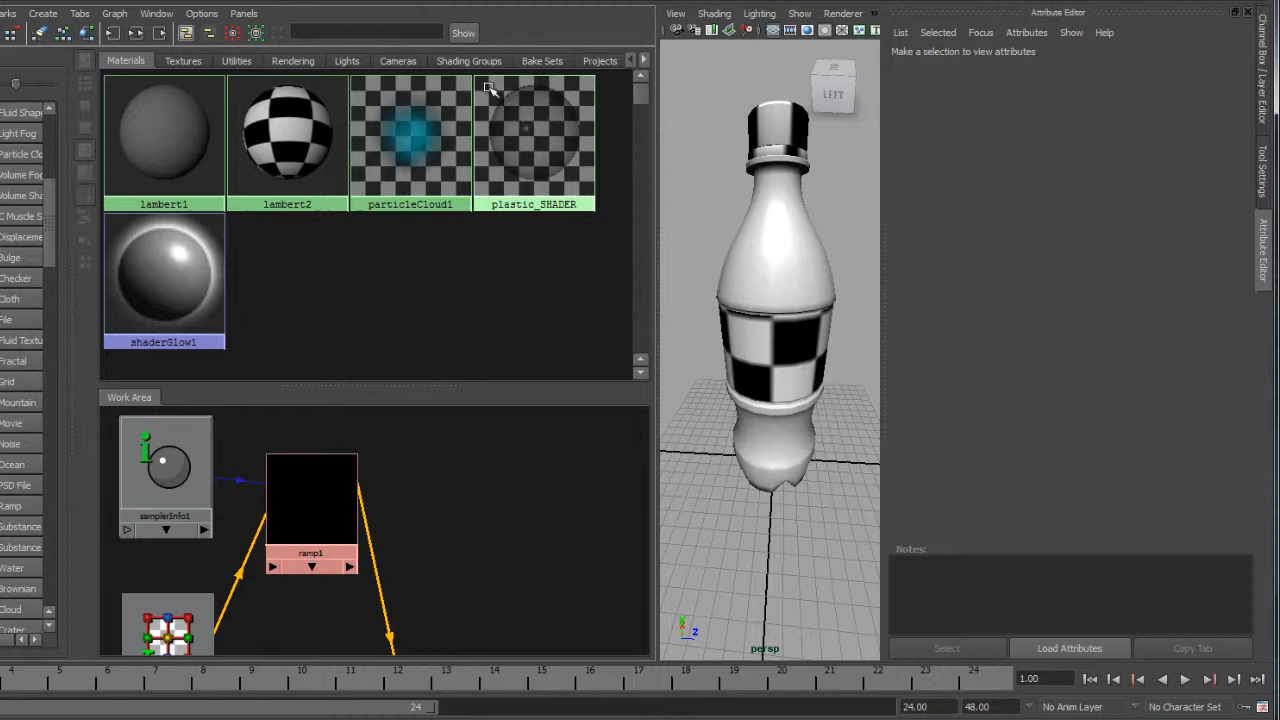 arks Create Tabs Graph Window Options Panels
Show
Materials Textures Utilities Rendering Lights Cameras Shading Groups Bake Sets Projects
lambert1 lambert2 particleCloud1 plastic_SHADER
shaderGlow1
Fluid Shape
Light Fog
Particle Clo
Volume Fog
Volume Sha
C Muscle S
Displaceme
Bulge
Checker
Cloth
File
Fluid Textu
Fractal
Grid
Mountain
Movie
Noise
Ocean
PSD File
Ramp
Substance
Substance
Water
Brownian
Cloud
Crater
Work Area
samplerInfo1
ramp1
View Shading Lighting Show Renderer »
LEFT
Z
persp
Attribute Editor
List Selected Focus Attributes Show Help
Make a selection to view attributes
Notes:
Select Load Attributes Copy Tab
Channel Box / Layer Editor
Tool Settings
Attribute Editor
4 5 6 7 8 9 10 11 12 13 14 15 16 17 18 19 20 21 22 23 24
1.00
24
24.00 48.00 No Anim Layer No Character Set